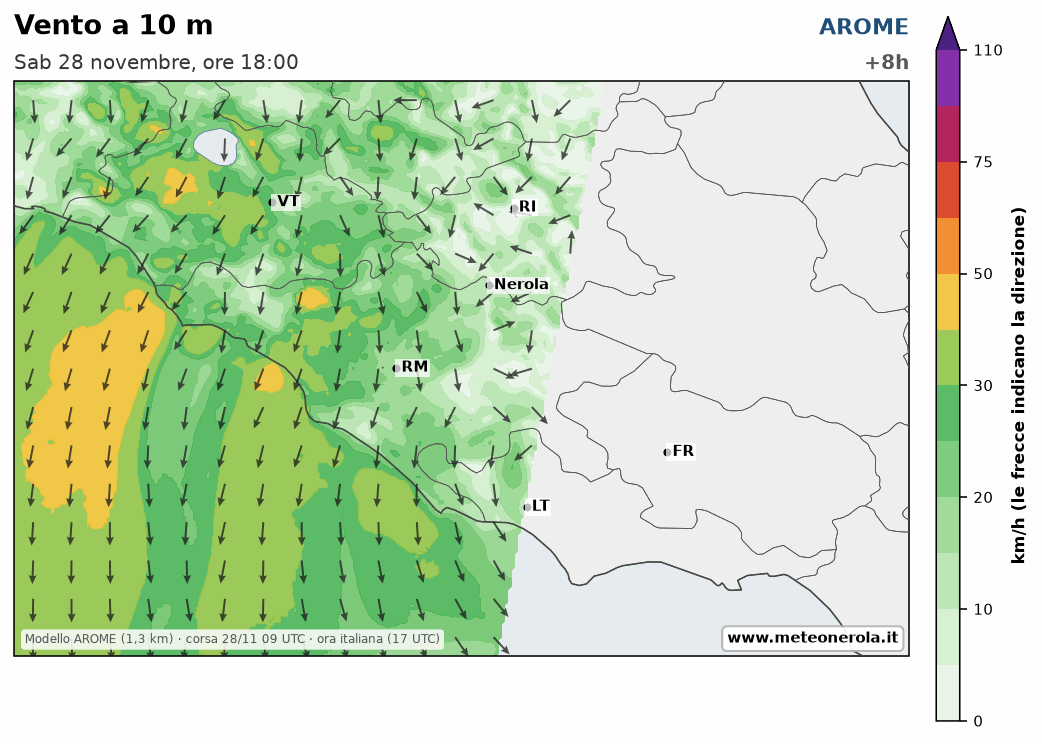 Vento a 10 m
AROME
Sab 28 novembre, ore 18:00
+8h
VT
RI
Nerola
RM
FR
LT
Modello AROME (1,3 km) · corsa 28/11 09 UTC · ora italiana (17 UTC)
www.meteonerola.it
110
75
50
30
20
10
0
km/h (le frecce indicano la direzione)